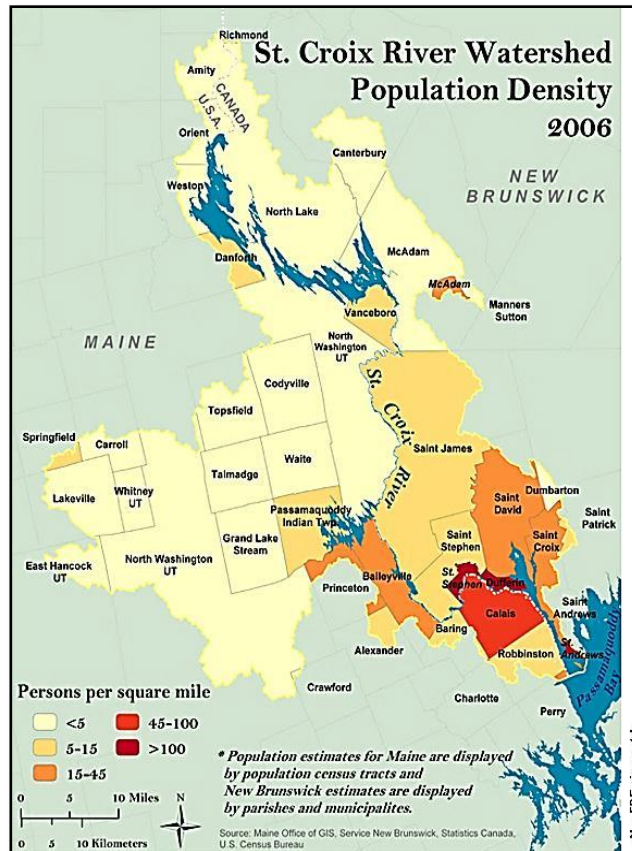 Richmond
St. Croix River Watershed
Population Density
2006
Amity
CANADA
U.S.A.
Orient
Canterbury
NEW
BRUNSWICK
Weston
North Lake
McAdam
Danforth
McAdam
Manners
Sutton
Vanceboro
MAINE
North
Washington
UT
St. Croix River
Codyville
Topsfield
Saint James
Springfield
Carroll
Waite
Talmadge
Lakeville
Whitney
UT
Saint
David
Dumbarton
Saint
Patrick
Passamaquoddy
Indian Twp.
Saint
Stephen
Saint
Croix
Grand Lake
Stream
East Hancock
UT
North Washington
UT
Princeton
Baileyville
St.
Stephen
Dufferin
Calais
Saint
Andrews
Baring
St.
Andrews
Alexander
Robbinston
Passamaquoddy
Bay
Crawford
Charlotte
Perry
Persons per square mile
<5
45-100
5-15
>100
15-45
* Population estimates for Maine are displayed
by population census tracts and
New Brunswick estimates are displayed
by parishes and municipalites.
0 5 10 Miles
N
0 5 10 Kilometers
Source: Maine Office of GIS, Service New Brunswick, Statistics Canada,
U.S. Census Bureau